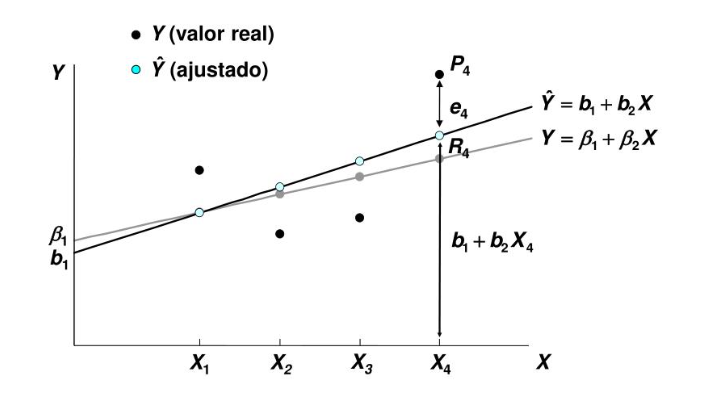 Y (valor real)
Ŷ (ajustado)
Y
P₄
e₄
Ŷ = b₁ + b₂X
Y = β₁ + β₂X
R₄
β₁
b₁
b₁ + b₂X₄
X₁ X₂ X₃ X₄ X